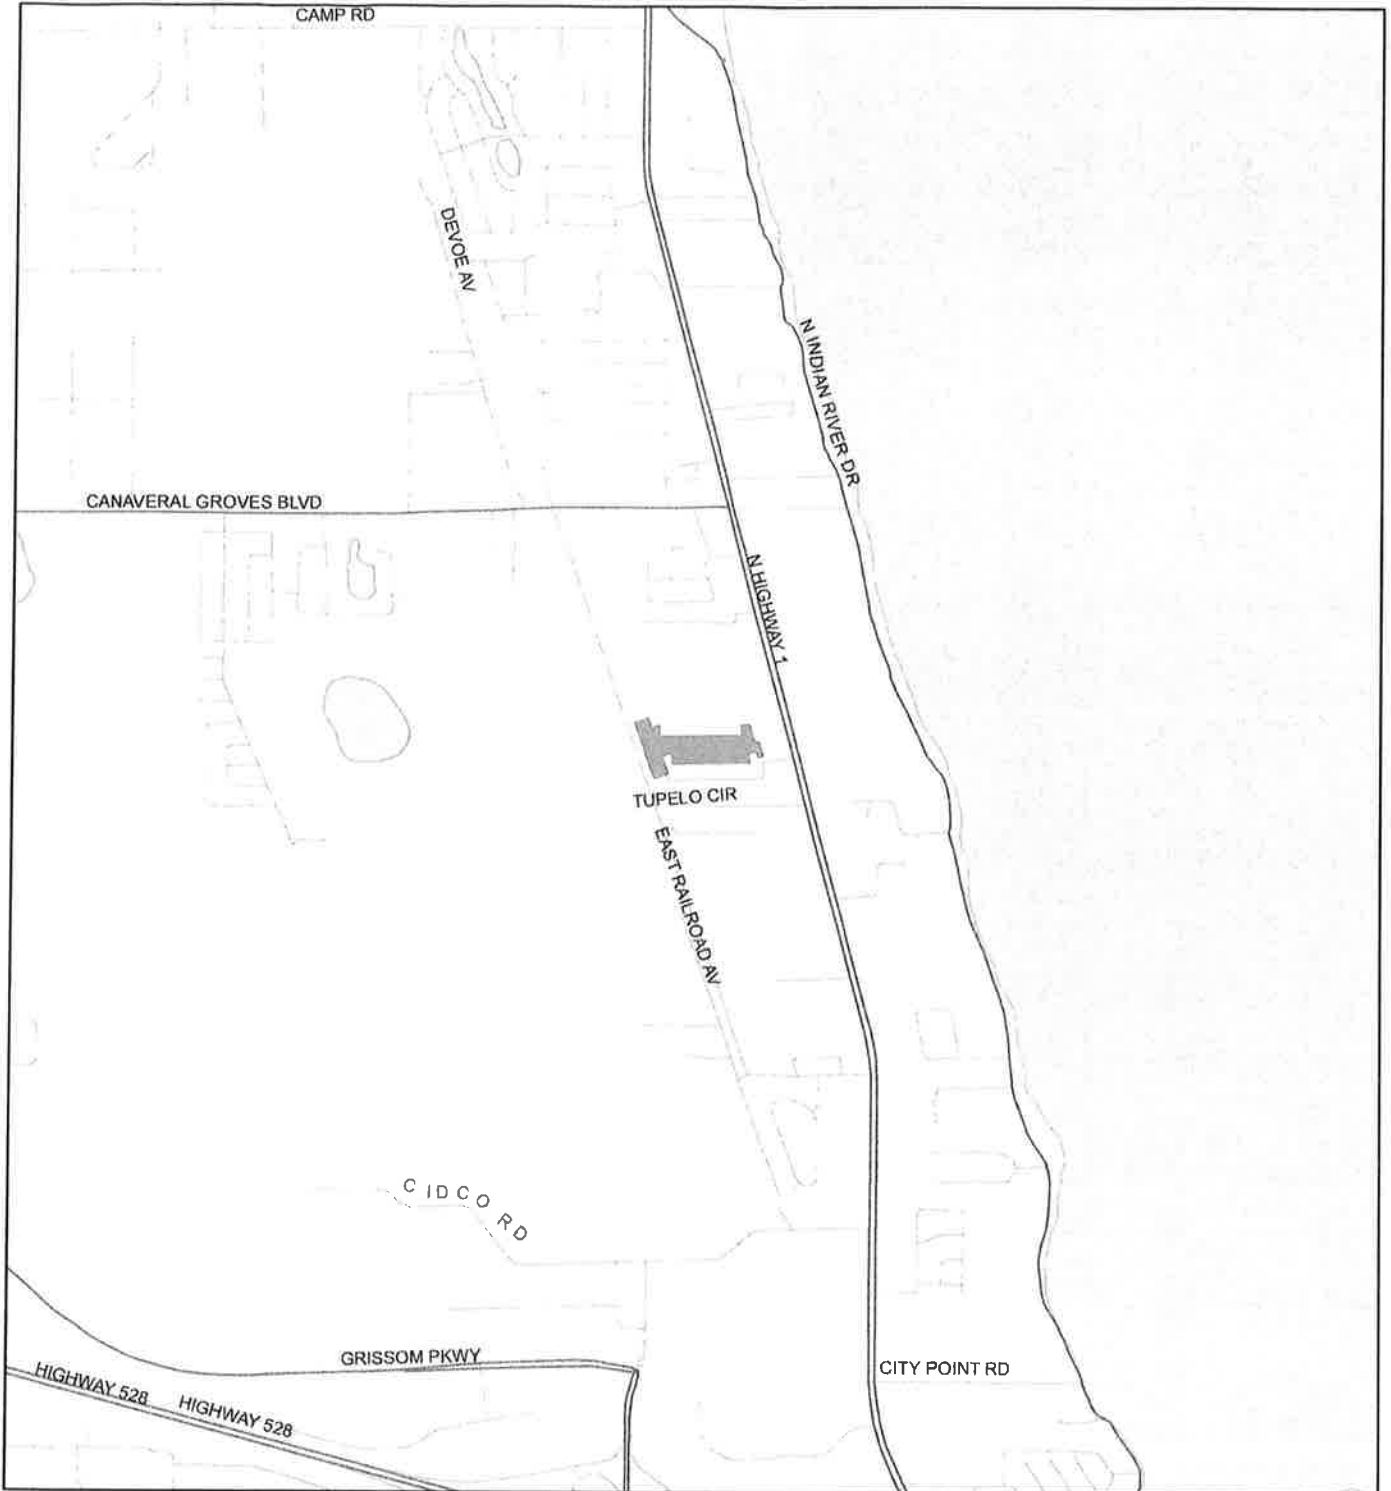 CAMP RD
DEVOE AV
N INDIAN RIVER DR
CANAVERAL GROVES BLVD
N HIGHWAY 1
TUPELO CIR
EAST RAILROAD AV
CIDCO RD
GRISSOM PKWY
CITY POINT RD
HIGHWAY 528
HIGHWAY 528